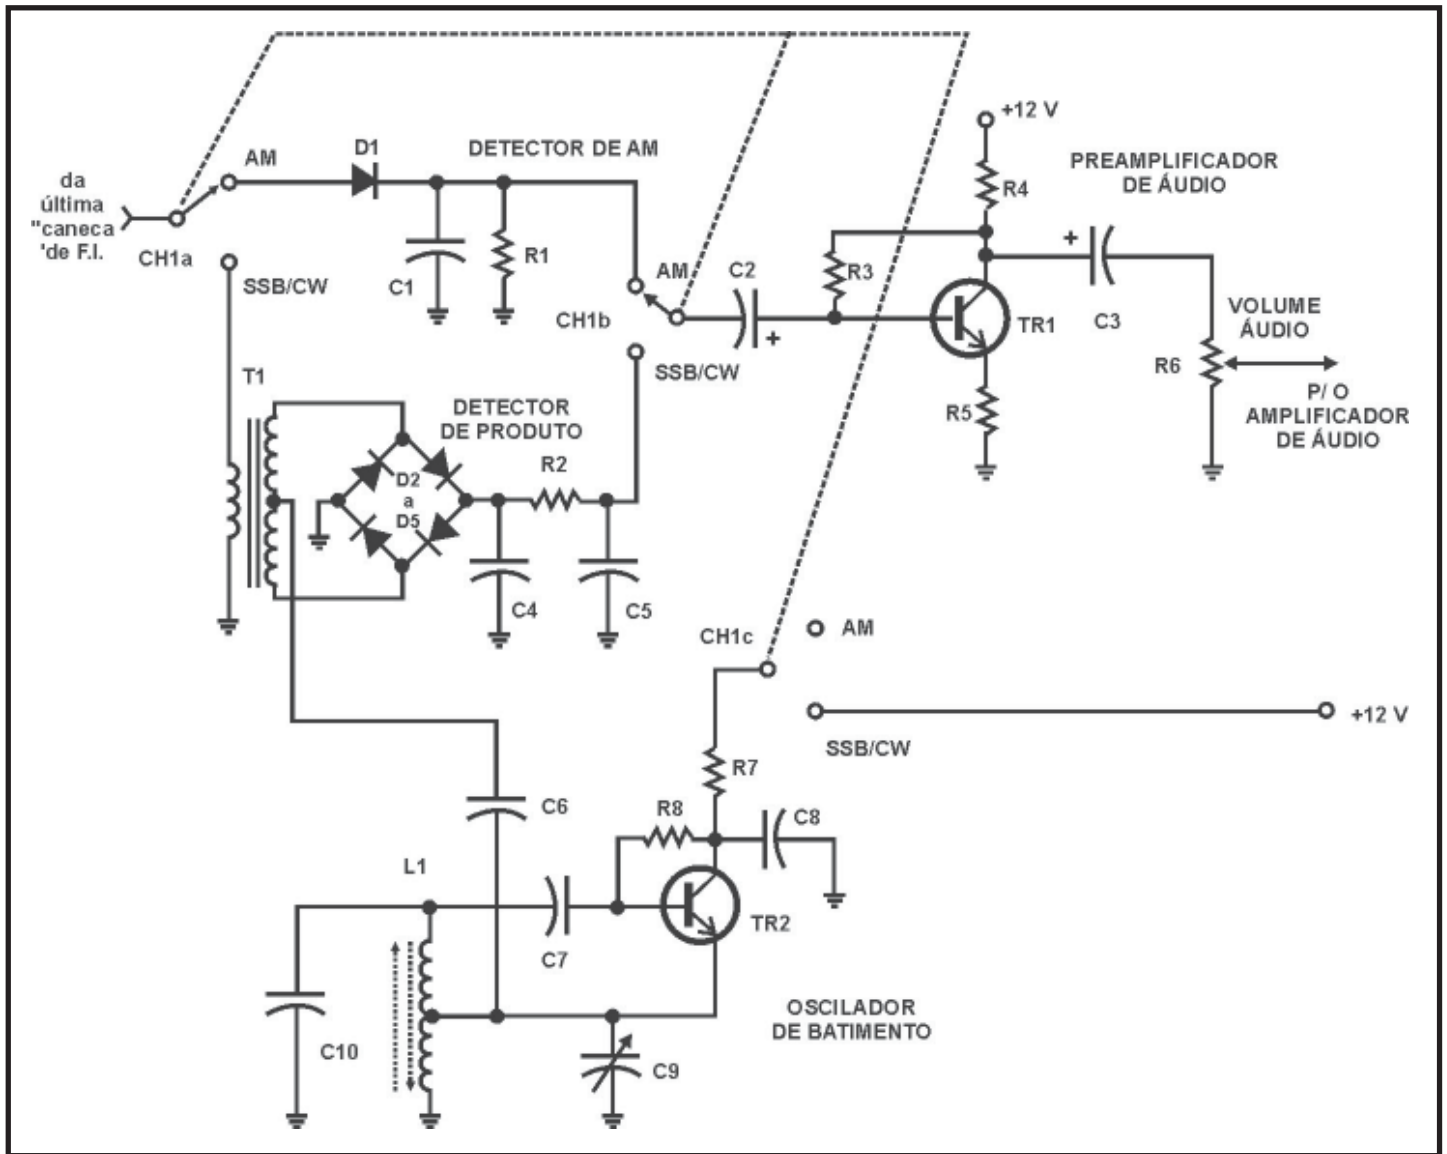 +12 V
D1
AM
DETECTOR DE AM
PREAMPLIFICADOR
DE ÁUDIO
R4
da
última
"caneca
'de F.I.
CH1a
SSB/CW
C1
R1
AM
C2
R3
+
CH1b
+
TR1
C3
VOLUME
ÁUDIO
R6
SSB/CW
T1
P/ O
AMPLIFICADOR
DE ÁUDIO
R5
DETECTOR
DE PRODUTO
R2
D2
a
D5
C4
C5
CH1c
AM
+12 V
SSB/CW
R7
C6
R8
C8
L1
TR2
C7
OSCILADOR
DE BATIMENTO
C10
C9